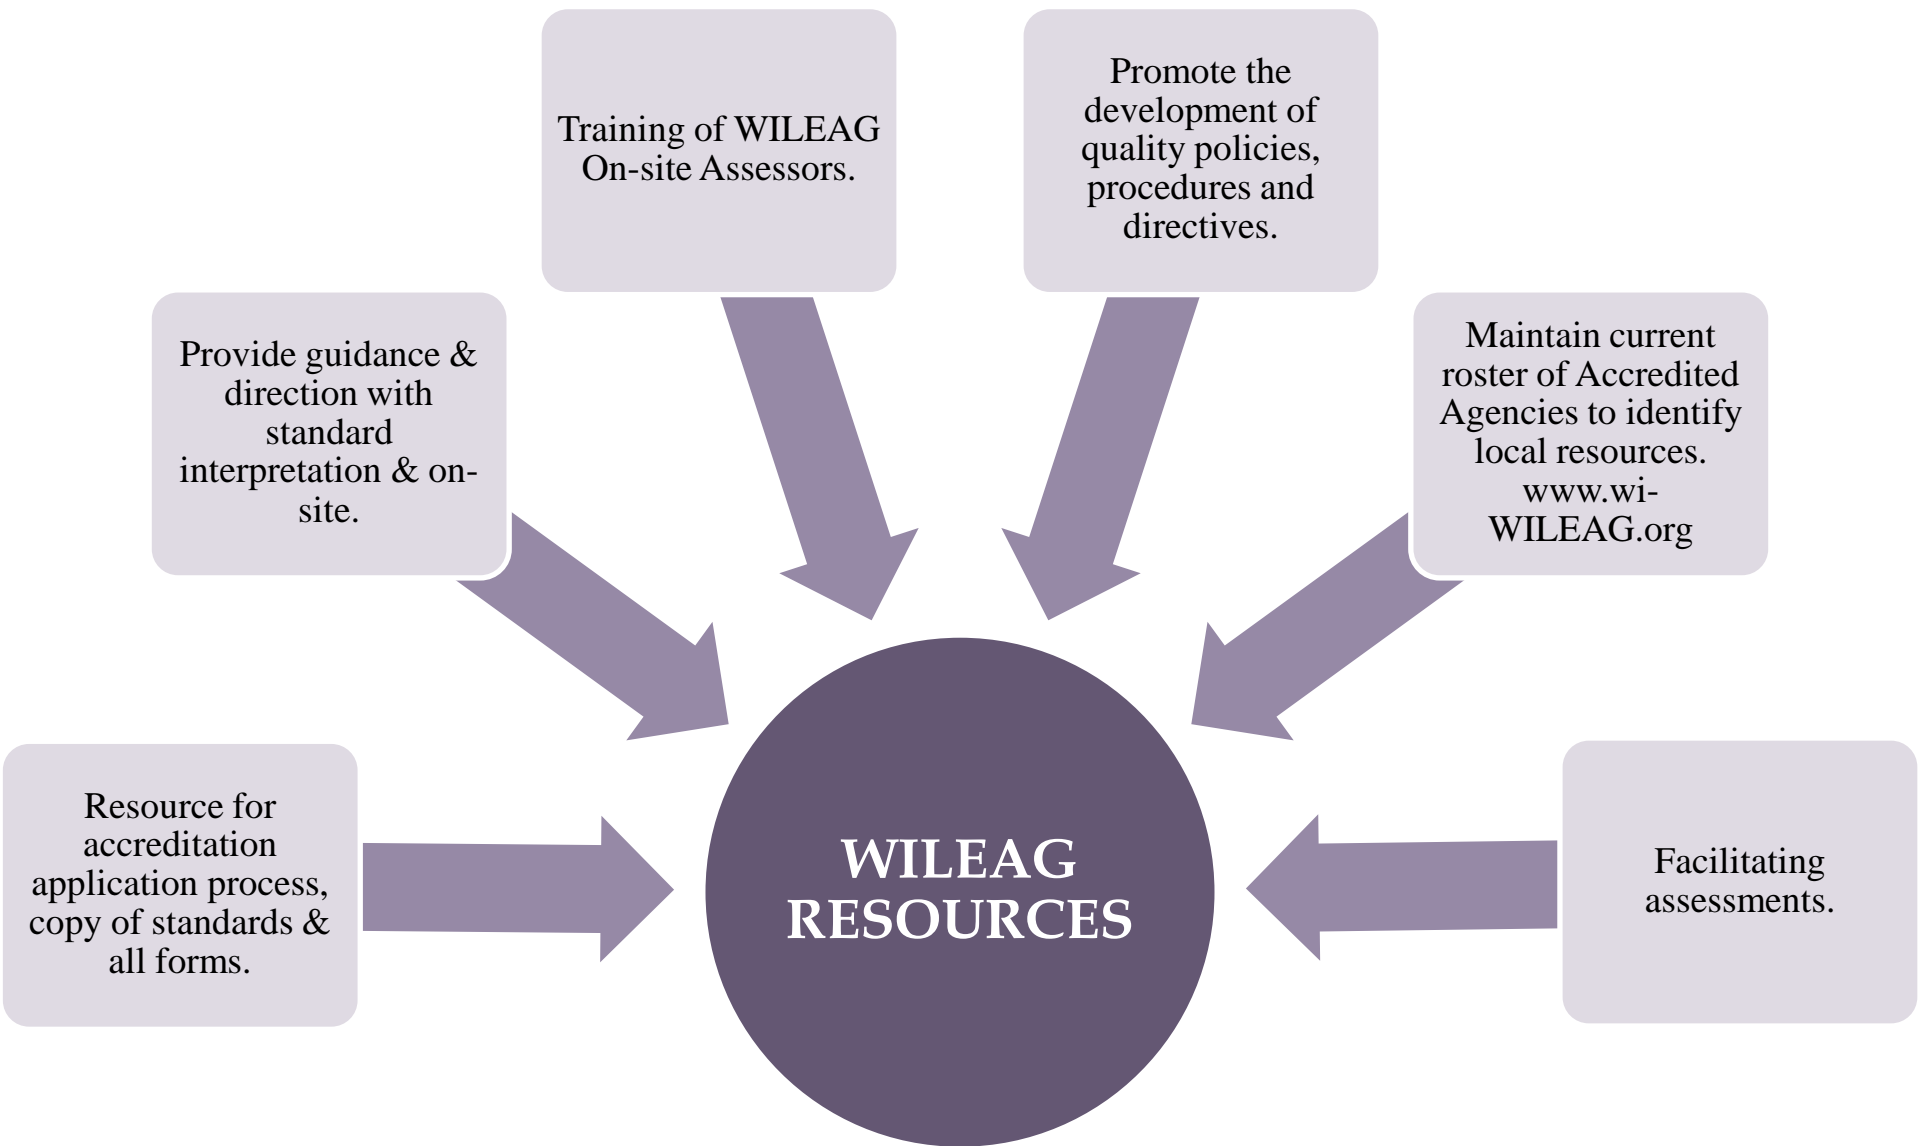 Training of WILEAG
On-site Assessors.
Promote the
development of
quality policies,
procedures and
directives.
Provide guidance &
direction with
standard
interpretation & on-
site.
Maintain current
roster of Accredited
Agencies to identify
local resources.
www.wi-
WILEAG.org
Resource for
accreditation
application process,
copy of standards &
all forms.
WILEAG
RESOURCES
Facilitating
assessments.